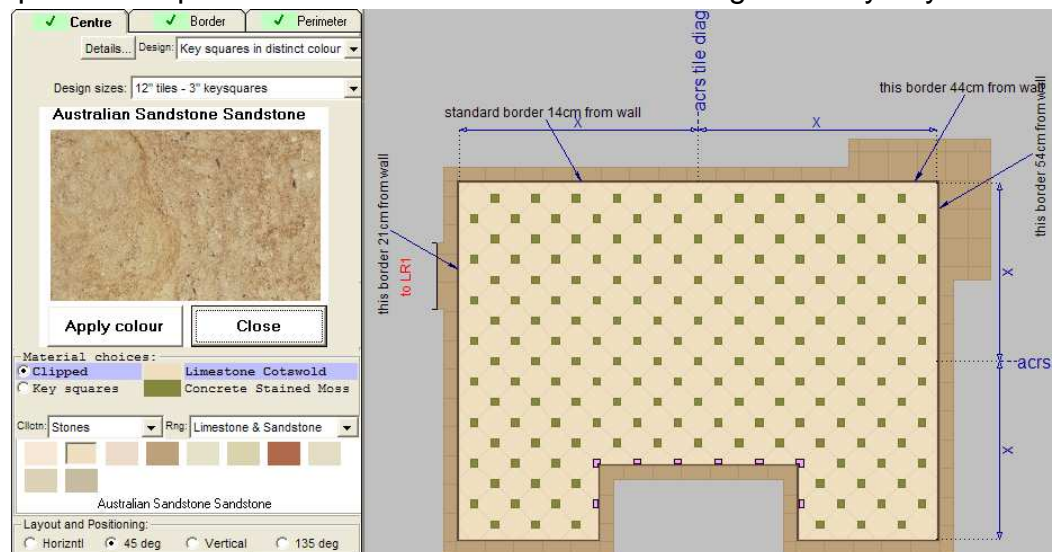 Centre
Border
Perimeter
Details...
Design:
Key squares in distinct colour
Design sizes:
12" tiles - 3" keysquares
Australian Sandstone Sandstone
Apply colour
Close
Material choices:
Clipped
Limestone Cotswold
Key squares
Concrete Stained Moss
Cllctn:
Stones
Rng:
Limestone & Sandstone
Australian Sandstone Sandstone
Layout and Positioning:
Horizntl
45 deg
Vertical
135 deg
acrs tile diag
standard border 14cm from wall
this border 44cm from wall
this border 54cm from wall
this border 21cm from wall
to LR1
X
X
X
X
acrs